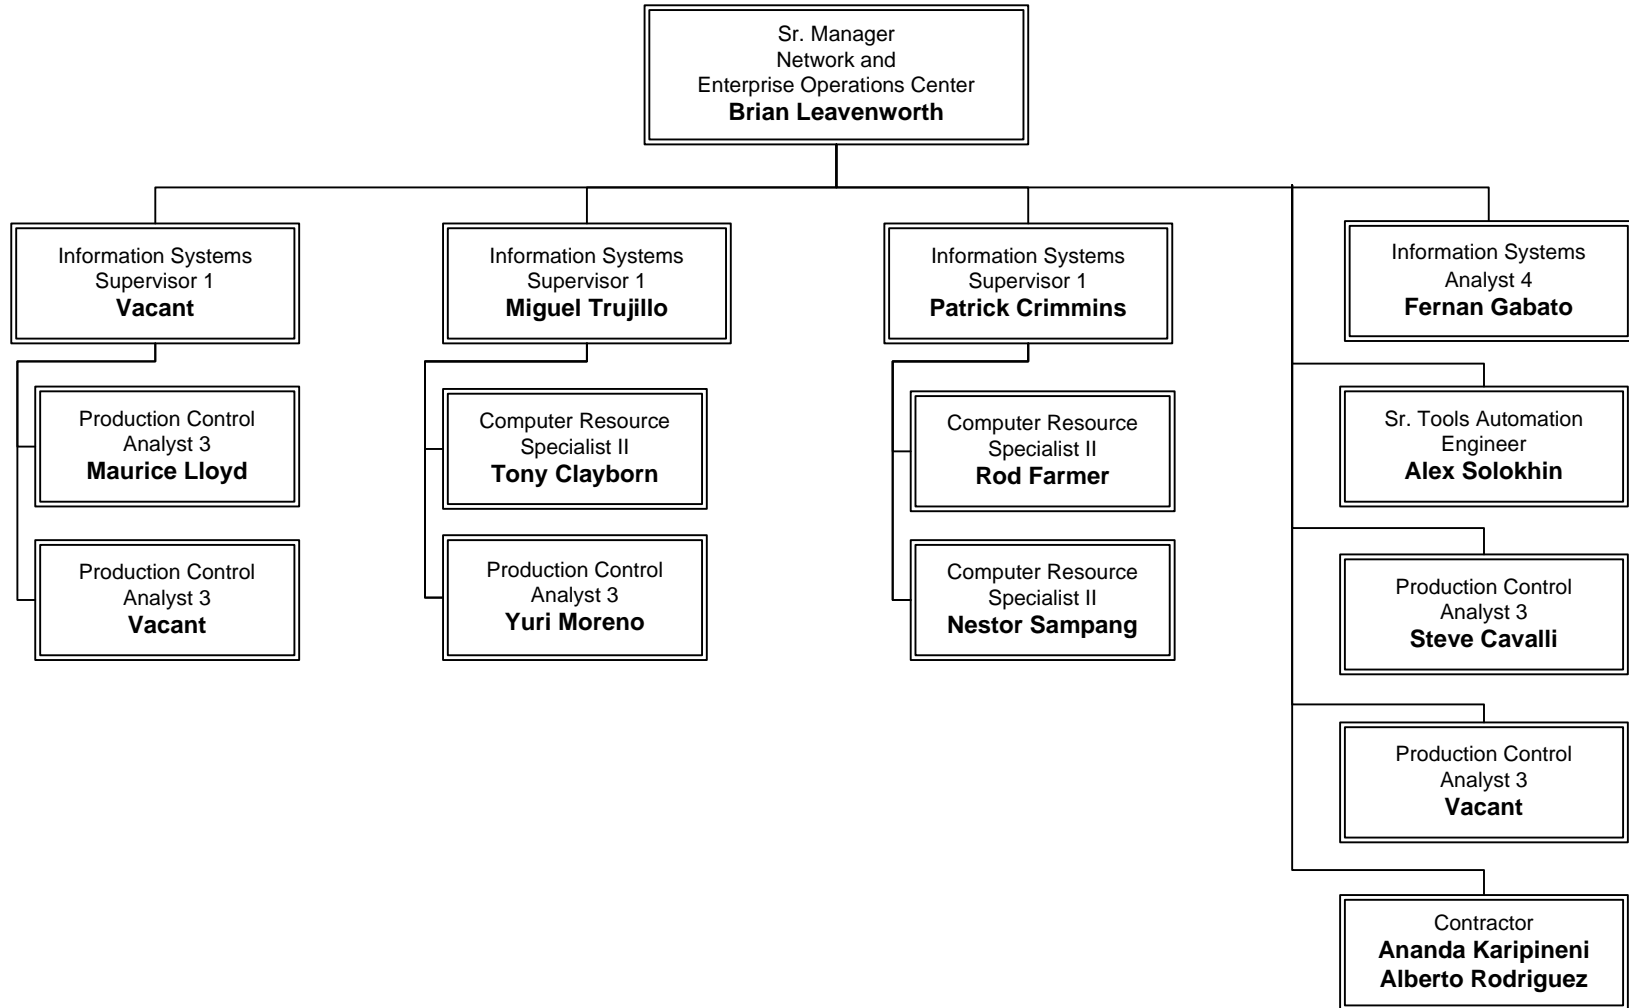 Sr. Manager
Network and
Enterprise Operations Center
Brian Leavenworth
Information Systems
Supervisor 1
Vacant
Production Control
Analyst 3
Maurice Lloyd
Production Control
Analyst 3
Vacant
Information Systems
Supervisor 1
Miguel Trujillo
Computer Resource
Specialist II
Tony Clayborn
Production Control
Analyst 3
Yuri Moreno
Information Systems
Supervisor 1
Patrick Crimmins
Computer Resource
Specialist II
Rod Farmer
Computer Resource
Specialist II
Nestor Sampang
Information Systems
Analyst 4
Fernan Gabato
Sr. Tools Automation
Engineer
Alex Solokhin
Production Control
Analyst 3
Steve Cavalli
Production Control
Analyst 3
Vacant
Contractor
Ananda Karipineni
Alberto Rodriguez